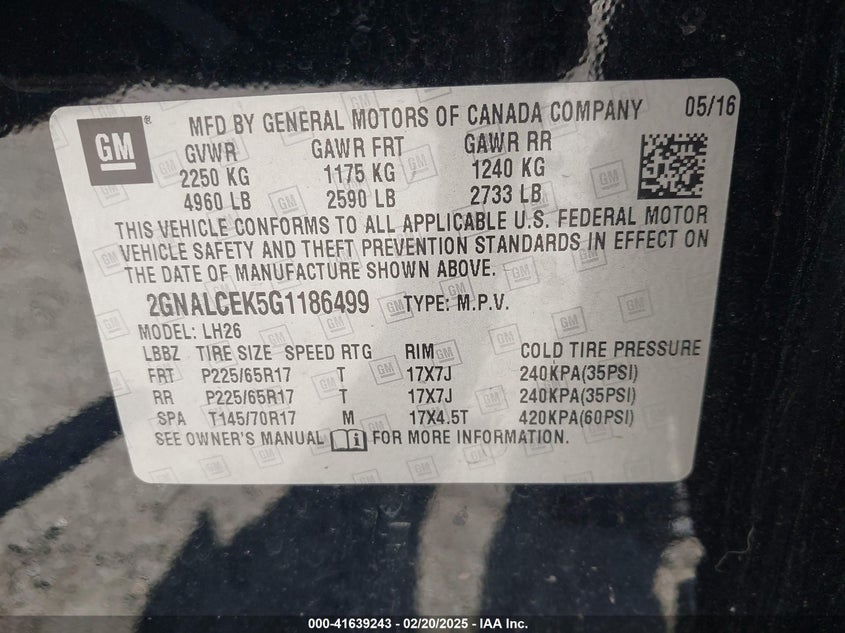 GM ® MFD BY GENERAL MOTORS OF CANADA COMPANY 05/16
GVWR GAWR FRT GAWR RR
2250 KG 1175 KG 1240 KG
4960 LB 2590 LB 2733 LB
THIS VEHICLE CONFORMS TO ALL APPLICABLE U.S. FEDERAL MOTOR
VEHICLE SAFETY AND THEFT PREVENTION STANDARDS IN EFFECT ON
THE DATE OF MANUFACTURE SHOWN ABOVE.
2GNALCEK5G1186499 TYPE: M.P.V.
MODEL: LH26
LBBZ TIRE SIZE SPEED RTG RIM COLD TIRE PRESSURE
FRT P225/65R17 T 17X7J 240KPA(35PSI)
RR P225/65R17 T 17X7J 240KPA(35PSI)
SPA T145/70R17 M 17X4.5T 420KPA(60PSI)
SEE OWNER'S MANUAL i FOR MORE INFORMATION.
000-41639243 - 02/20/2025 - IAA Inc.